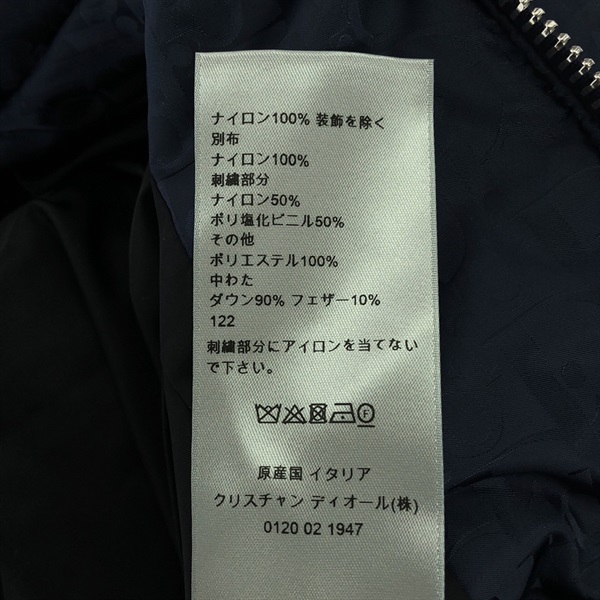 ナイロン100% 装飾を除く
別布
ナイロン100%
刺繍部分
ナイロン50%
ポリ塩化ビニル50%
その他
ポリエステル100%
中わた
ダウン90% フェザー10%
122
刺繍部分にアイロンを当てない
で下さい。
F
原産国 イタリア
クリスチャン ディオール(株)
0120 02 1947